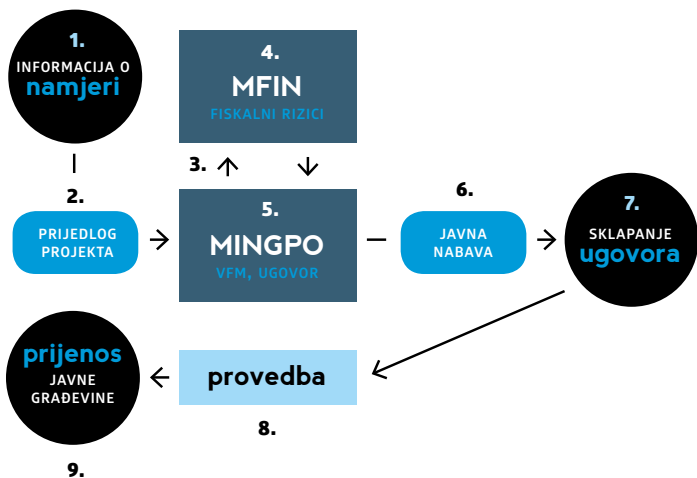 1.
INFORMACIJA O
namjeri
2.
PRIJEDLOG
PROJEKTA
3.
4.
MFIN
FISKALNI RIZICI
5.
MINGPO
VFM, UGOVOR
6.
JAVNA
NABAVA
7.
SKLAPANJE
ugovora
provedba
8.
prijenos
JAVNE
GRAĐEVINE
9.